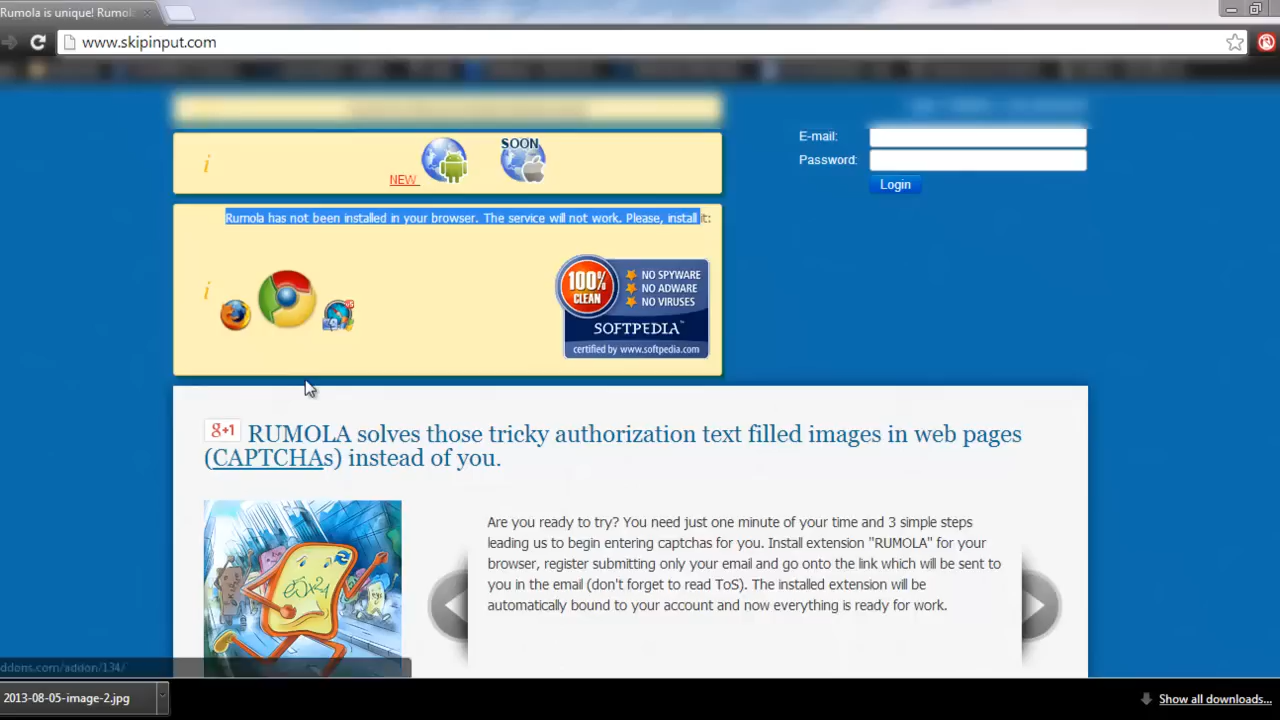 Rumola is unique! Rumol
www.skipinput.com
NEW
SOON
E-mail:
Password:
Login
Rumola has not been installed in your browser. The service will not work. Please, install it:
i
i
100%
CLEAN
NO SPYWARE
NO ADWARE
NO VIRUSES
SOFTPEDIA™
certified by www.softpedia.com
g+1
RUMOLA solves those tricky authorization text filled images in web pages
(CAPTCHAs) instead of you.
Are you ready to try? You need just one minute of your time and 3 simple steps
leading us to begin entering captchas for you. Install extension "RUMOLA" for your
browser, register submitting only your email and go onto the link which will be sent to
you in the email (don't forget to read ToS). The installed extension will be
automatically bound to your account and now everything is ready for work.
ddons.com/addon/134/
2013-08-05-image-2.jpg
Show all downloads...